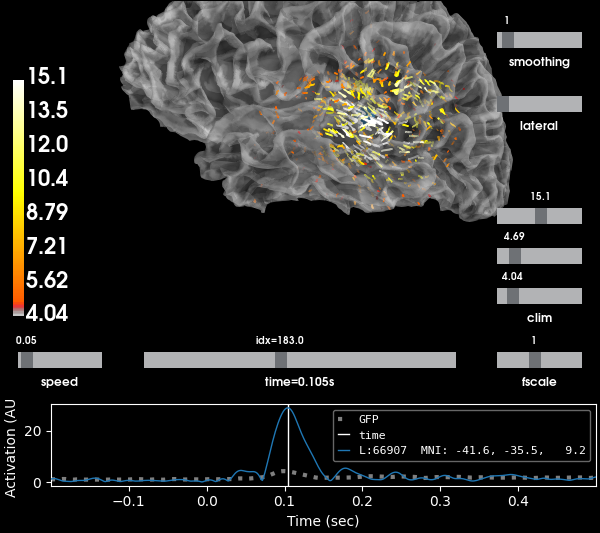 15.1
13.5
12.0
10.4
8.79
7.21
5.62
4.04
1
smoothing
lateral
15.1
4.69
4.04
clim
0.05
speed
idx=183.0
time=0.105s
1
fscale
Activation (AU
20
0
GFP
time
L:66907 MNI: -41.6, -35.5, 9.2
−0.1 0.0 0.1 0.2 0.3 0.4
Time (sec)